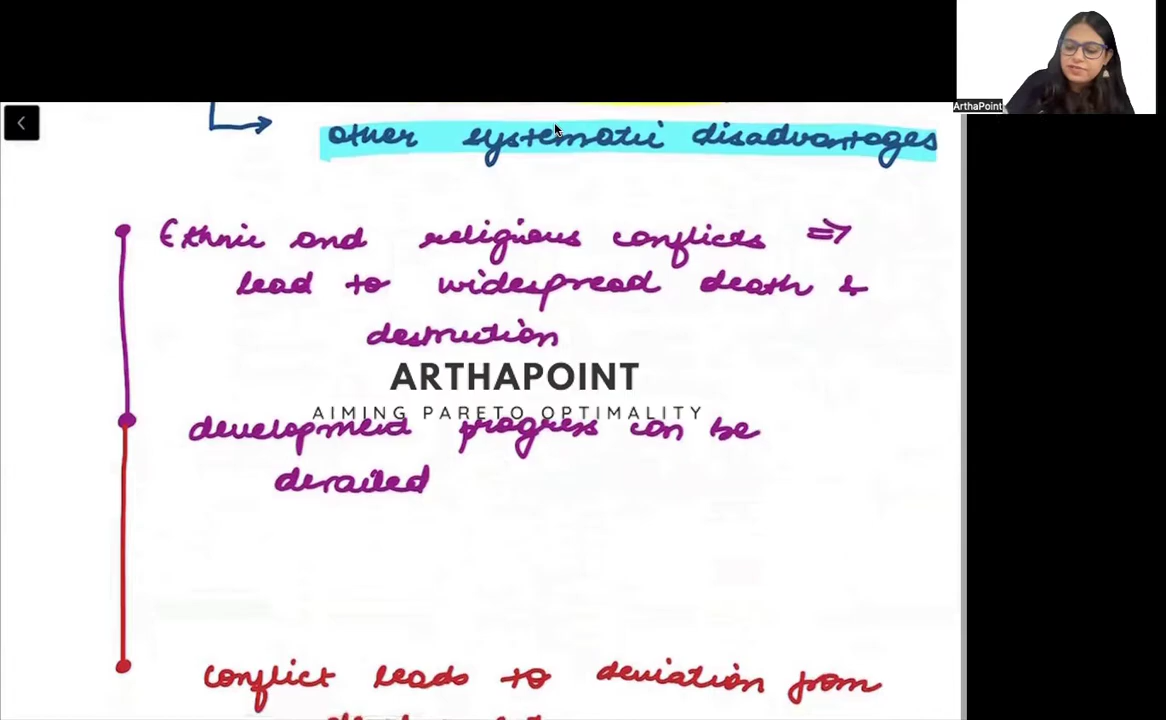 ArthaPoint
other systematic disadvantages
Ethnic and religious conflicts ⇒
lead to widespread death &
destruction
ARTHAPOINT
AIMING PARETO OPTIMALITY
development progress can be
derailed
conflict leads to deviation from